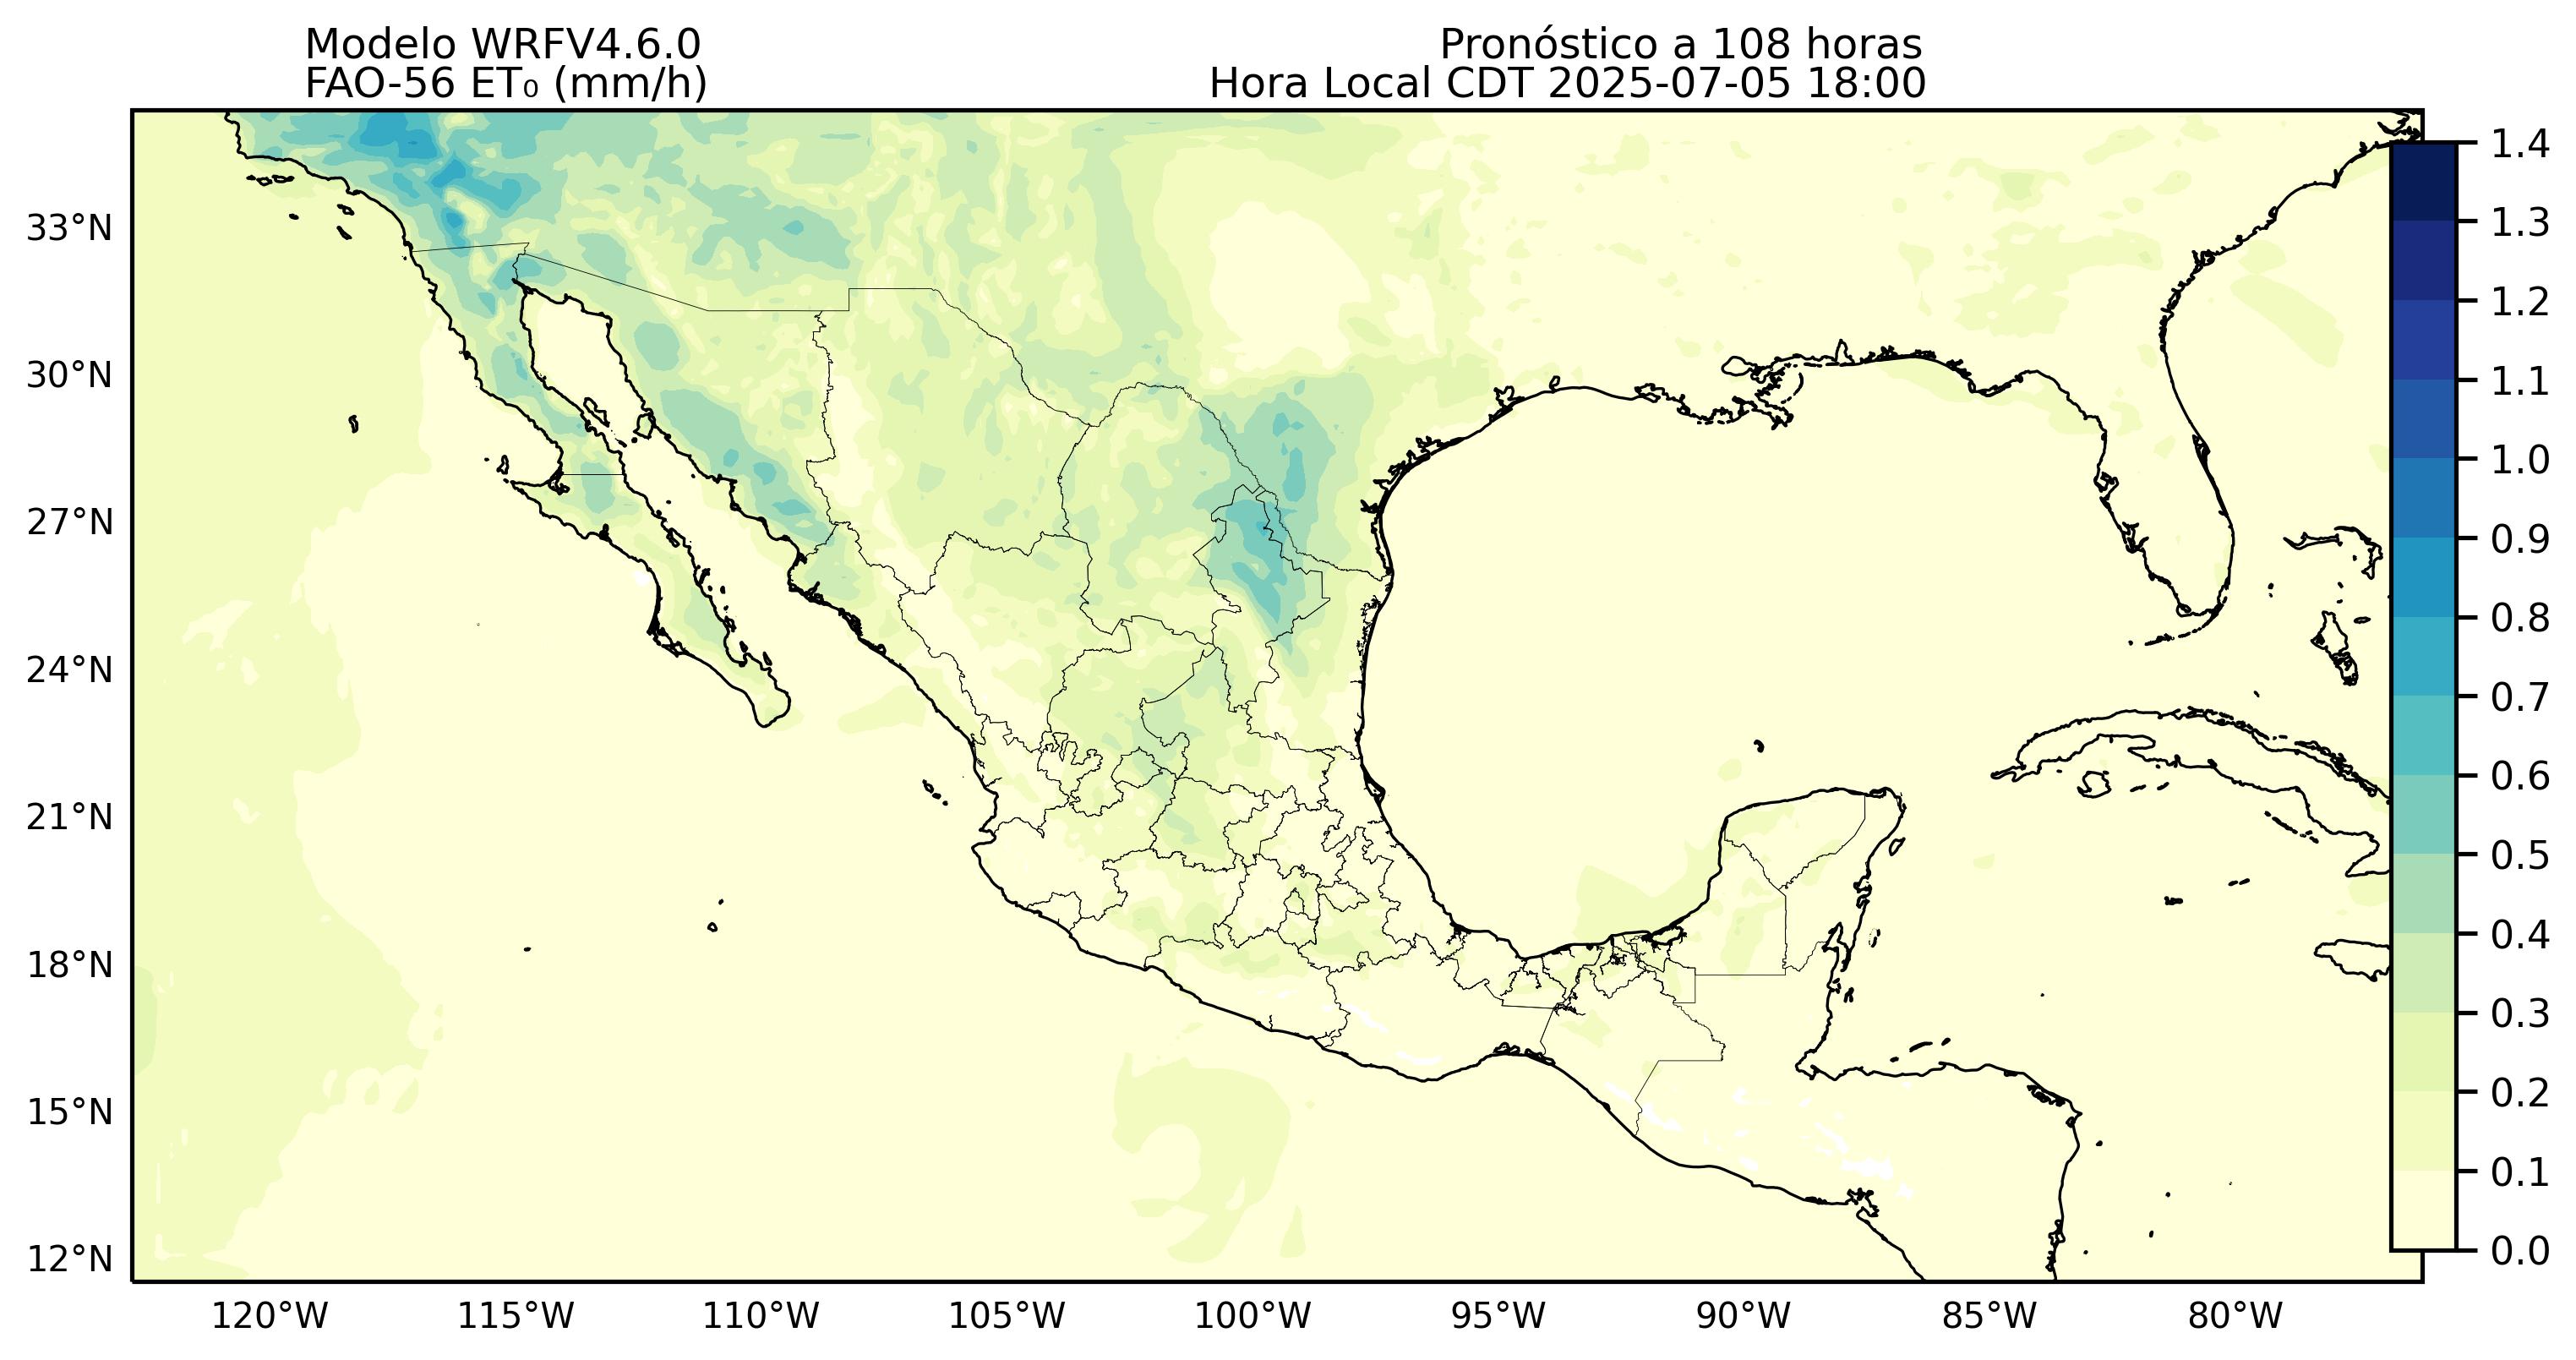 Modelo WRFV4.6.0
FAO-56 ET₀ (mm/h)
Pronóstico a 108 horas
Hora Local CDT 2025-07-05 18:00
33°N
30°N
27°N
24°N
21°N
18°N
15°N
12°N
120°W
115°W
110°W
105°W
100°W
95°W
90°W
85°W
80°W
1.4
1.3
1.2
1.1
1.0
0.9
0.8
0.7
0.6
0.5
0.4
0.3
0.2
0.1
0.0